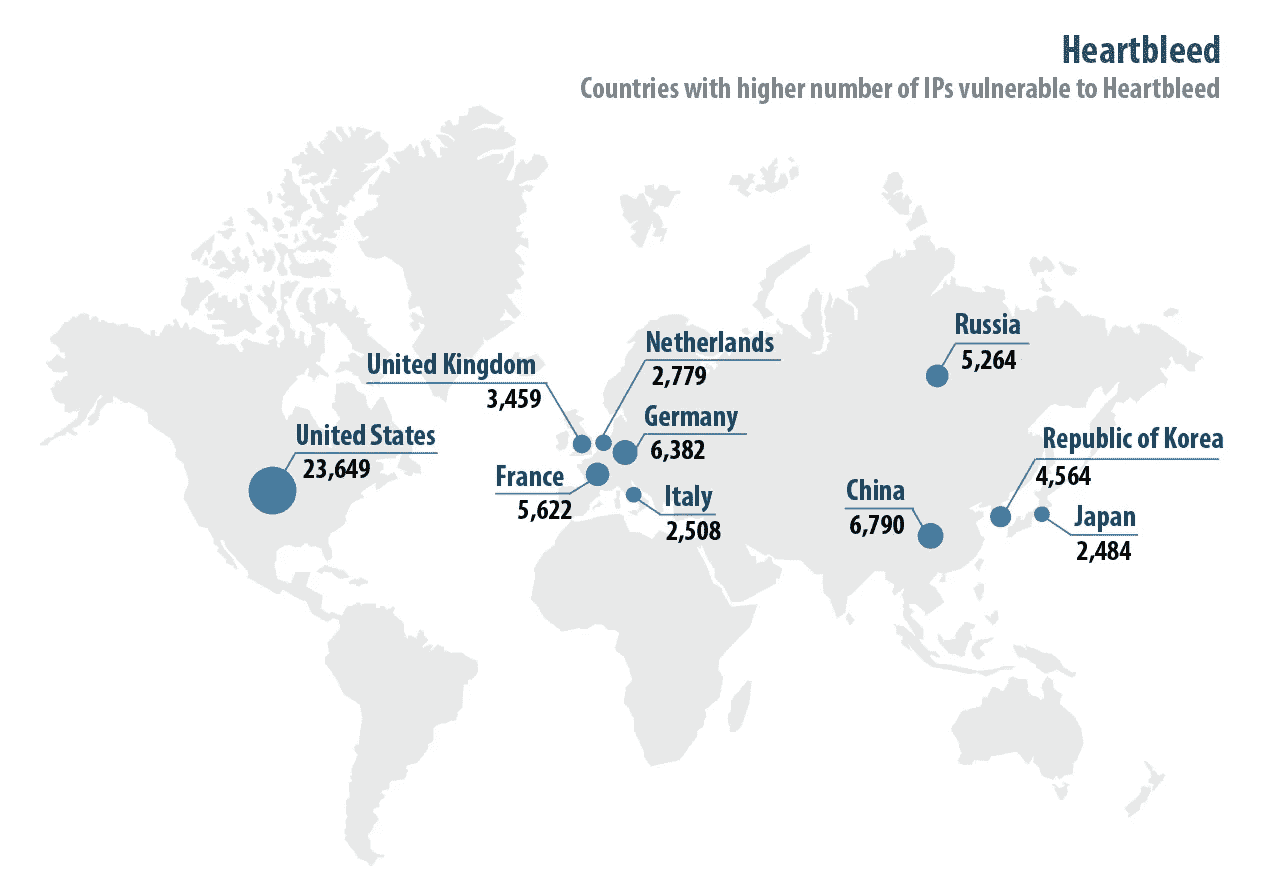 Heartbleed
Countries with higher number of IPs vulnerable to Heartbleed
Russia
5,264
Netherlands
2,779
United Kingdom
3,459
Germany
6,382
United States
23,649
Republic of Korea
4,564
France
5,622
Italy
2,508
China
6,790
Japan
2,484